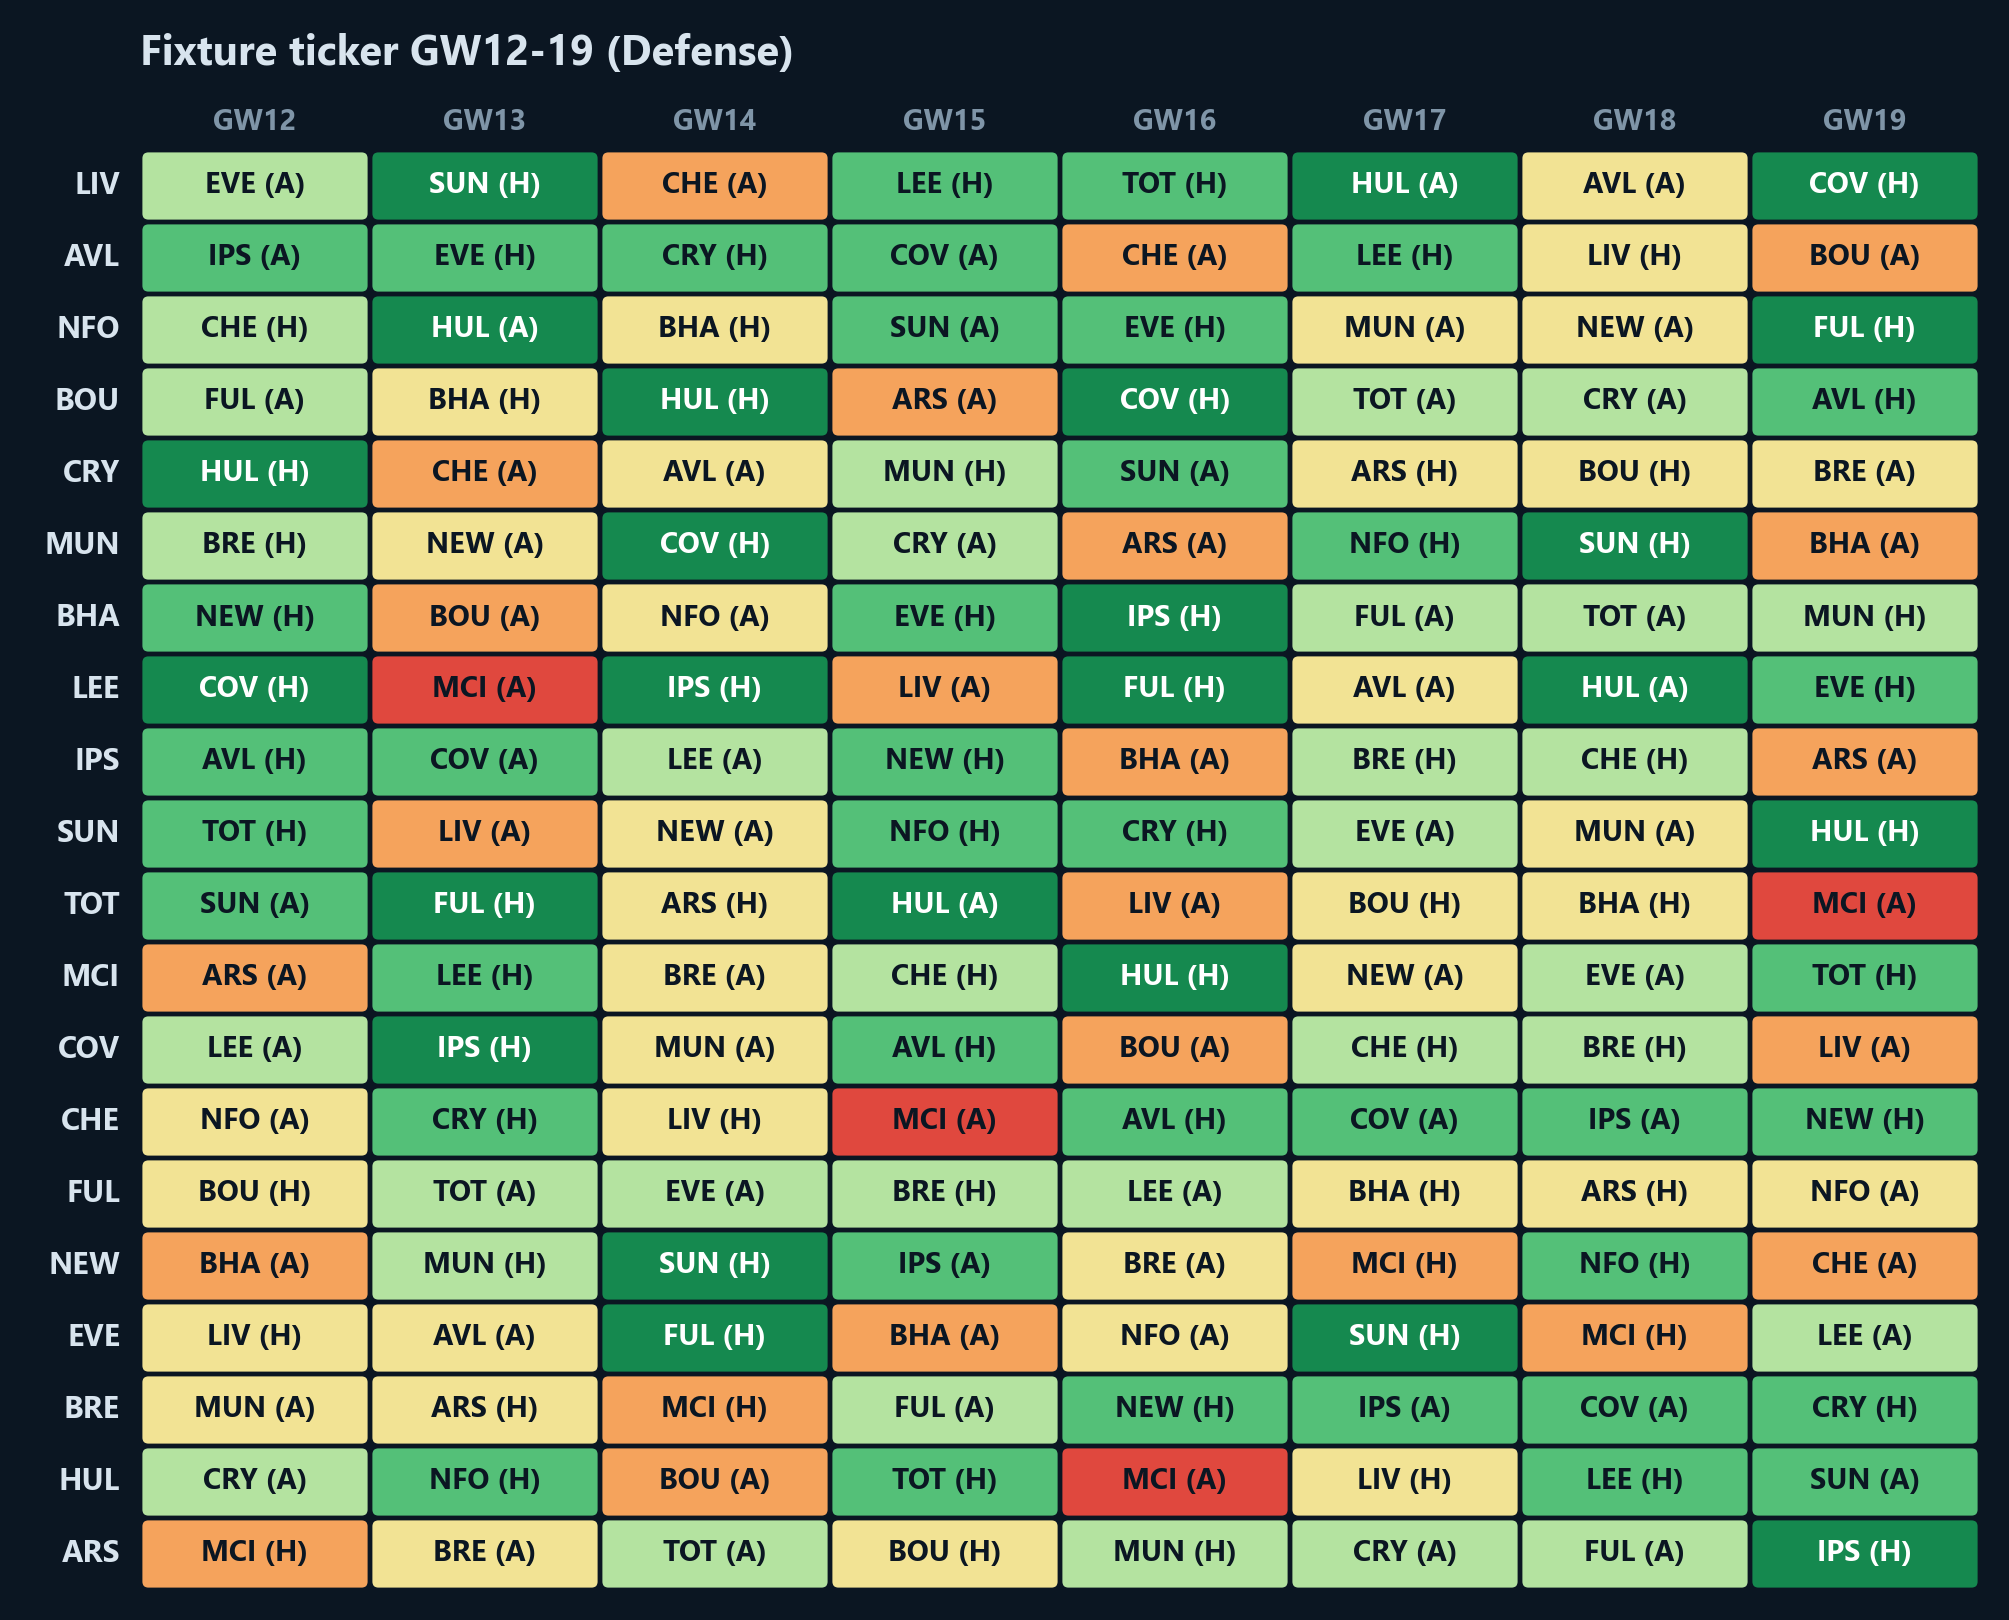 Fixture ticker GW12-19 (Defense)
GW12 GW13 GW14 GW15 GW16 GW17 GW18 GW19
LIV EVE (A) SUN (H) CHE (A) LEE (H) TOT (H) HUL (A) AVL (A) COV (H)
AVL IPS (A) EVE (H) CRY (H) COV (A) CHE (A) LEE (H) LIV (H) BOU (A)
NFO CHE (H) HUL (A) BHA (H) SUN (A) EVE (H) MUN (A) NEW (A) FUL (H)
BOU FUL (A) BHA (H) HUL (H) ARS (A) COV (H) TOT (A) CRY (A) AVL (H)
CRY HUL (H) CHE (A) AVL (A) MUN (H) SUN (A) ARS (H) BOU (H) BRE (A)
MUN BRE (H) NEW (A) COV (H) CRY (A) ARS (A) NFO (H) SUN (H) BHA (A)
BHA NEW (H) BOU (A) NFO (A) EVE (H) IPS (H) FUL (A) TOT (A) MUN (H)
LEE COV (H) MCI (A) IPS (H) LIV (A) FUL (H) AVL (A) HUL (A) EVE (H)
IPS AVL (H) COV (A) LEE (A) NEW (H) BHA (A) BRE (H) CHE (H) ARS (A)
SUN TOT (H) LIV (A) NEW (A) NFO (H) CRY (H) EVE (A) MUN (A) HUL (H)
TOT SUN (A) FUL (H) ARS (H) HUL (A) LIV (A) BOU (H) BHA (H) MCI (A)
MCI ARS (A) LEE (H) BRE (A) CHE (H) HUL (H) NEW (A) EVE (A) TOT (H)
COV LEE (A) IPS (H) MUN (A) AVL (H) BOU (A) CHE (H) BRE (H) LIV (A)
CHE NFO (A) CRY (H) LIV (H) MCI (A) AVL (H) COV (A) IPS (A) NEW (H)
FUL BOU (H) TOT (A) EVE (A) BRE (H) LEE (A) BHA (H) ARS (H) NFO (A)
NEW BHA (A) MUN (H) SUN (H) IPS (A) BRE (A) MCI (H) NFO (H) CHE (A)
EVE LIV (H) AVL (A) FUL (H) BHA (A) NFO (A) SUN (H) MCI (H) LEE (A)
BRE MUN (A) ARS (H) MCI (H) FUL (A) NEW (H) IPS (A) COV (A) CRY (H)
HUL CRY (A) NFO (H) BOU (A) TOT (H) MCI (A) LIV (H) LEE (H) SUN (A)
ARS MCI (H) BRE (A) TOT (A) BOU (H) MUN (H) CRY (A) FUL (A) IPS (H)